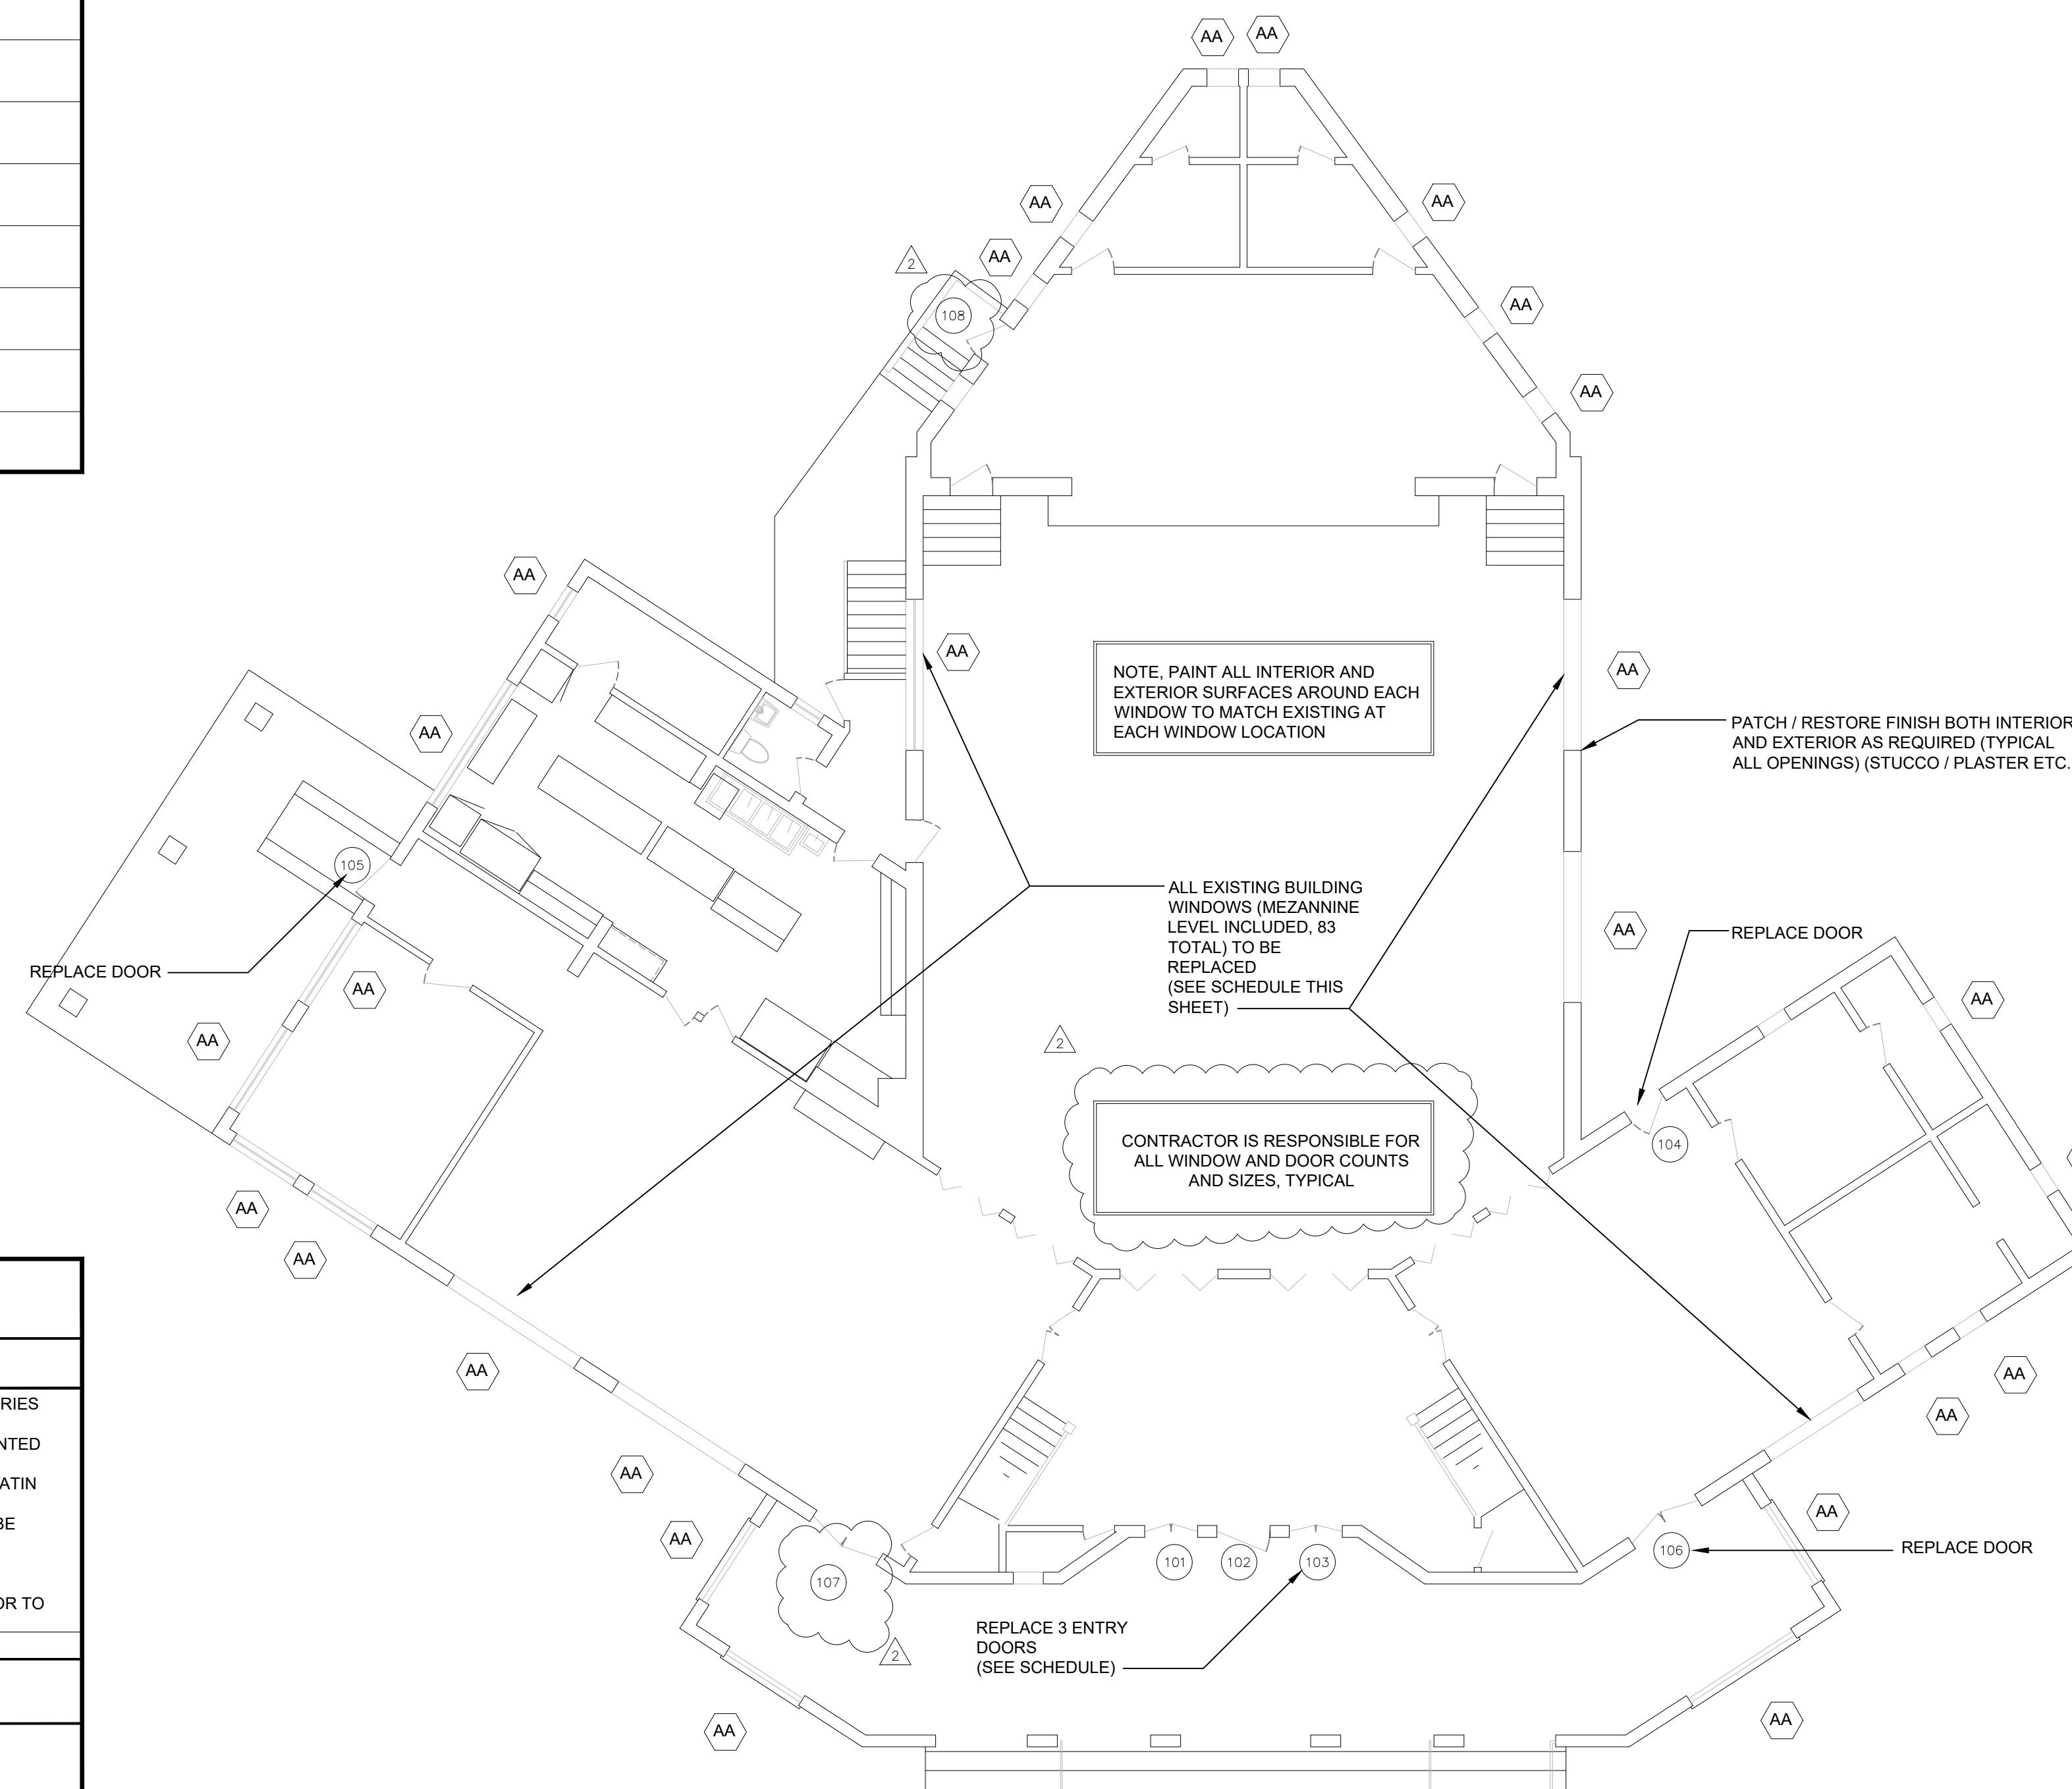 AA
AA
AA
AA
AA
2
108
AA
AA
AA
AA
AA
NOTE, PAINT ALL INTERIOR AND
EXTERIOR SURFACES AROUND EACH
WINDOW TO MATCH EXISTING AT
EACH WINDOW LOCATION
AA
PATCH / RESTORE FINISH BOTH INTERIOR
AND EXTERIOR AS REQUIRED (TYPICAL
ALL OPENINGS) (STUCCO / PLASTER ETC.
AA
105
REPLACE DOOR
AA
AA
ALL EXISTING BUILDING
WINDOWS (MEZANNINE
LEVEL INCLUDED, 83
TOTAL) TO BE
REPLACED
(SEE SCHEDULE THIS
SHEET)
AA
REPLACE DOOR
AA
2
CONTRACTOR IS RESPONSIBLE FOR
ALL WINDOW AND DOOR COUNTS
AND SIZES, TYPICAL
104
AA
AA
AA
AA
AA
AA
RIES
NTED
ATIN
BE
OR TO
AA
AA
107
2
101
102
103
106
REPLACE DOOR
REPLACE 3 ENTRY
DOORS
(SEE SCHEDULE)
AA
AA